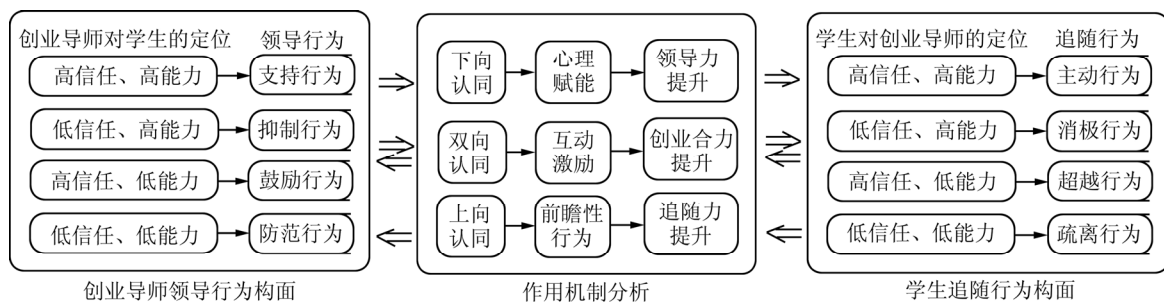 创业导师对学生的定位 领导行为
高信任、高能力 支持行为
低信任、高能力 抑制行为
高信任、低能力 鼓励行为
低信任、低能力 防范行为
创业导师领导行为构面
下向
认同
心理
赋能
领导力
提升
双向
认同
互动
激励
创业合力
提升
上向
认同
前瞻性
行为
追随力
提升
作用机制分析
学生对创业导师的定位 追随行为
高信任、高能力 主动行为
低信任、高能力 消极行为
高信任、低能力 超越行为
低信任、低能力 疏离行为
学生追随行为构面